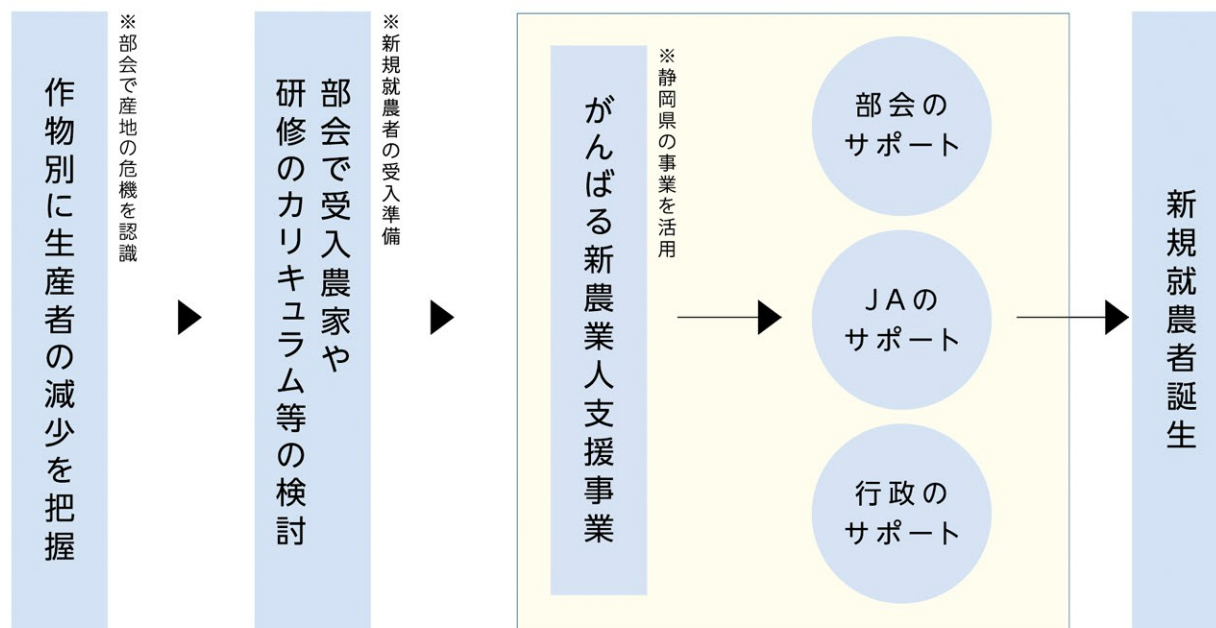 作物別に生産者の減少を把握
※部会で産地の危機を認識
部会で受入農家や
研修のカリキュラム等の検討
※新規就農者の受入準備
がんばる新農業人支援事業
※静岡県の事業を活用
部会の
サポート
JAの
サポート
行政の
サポート
新規就農者誕生